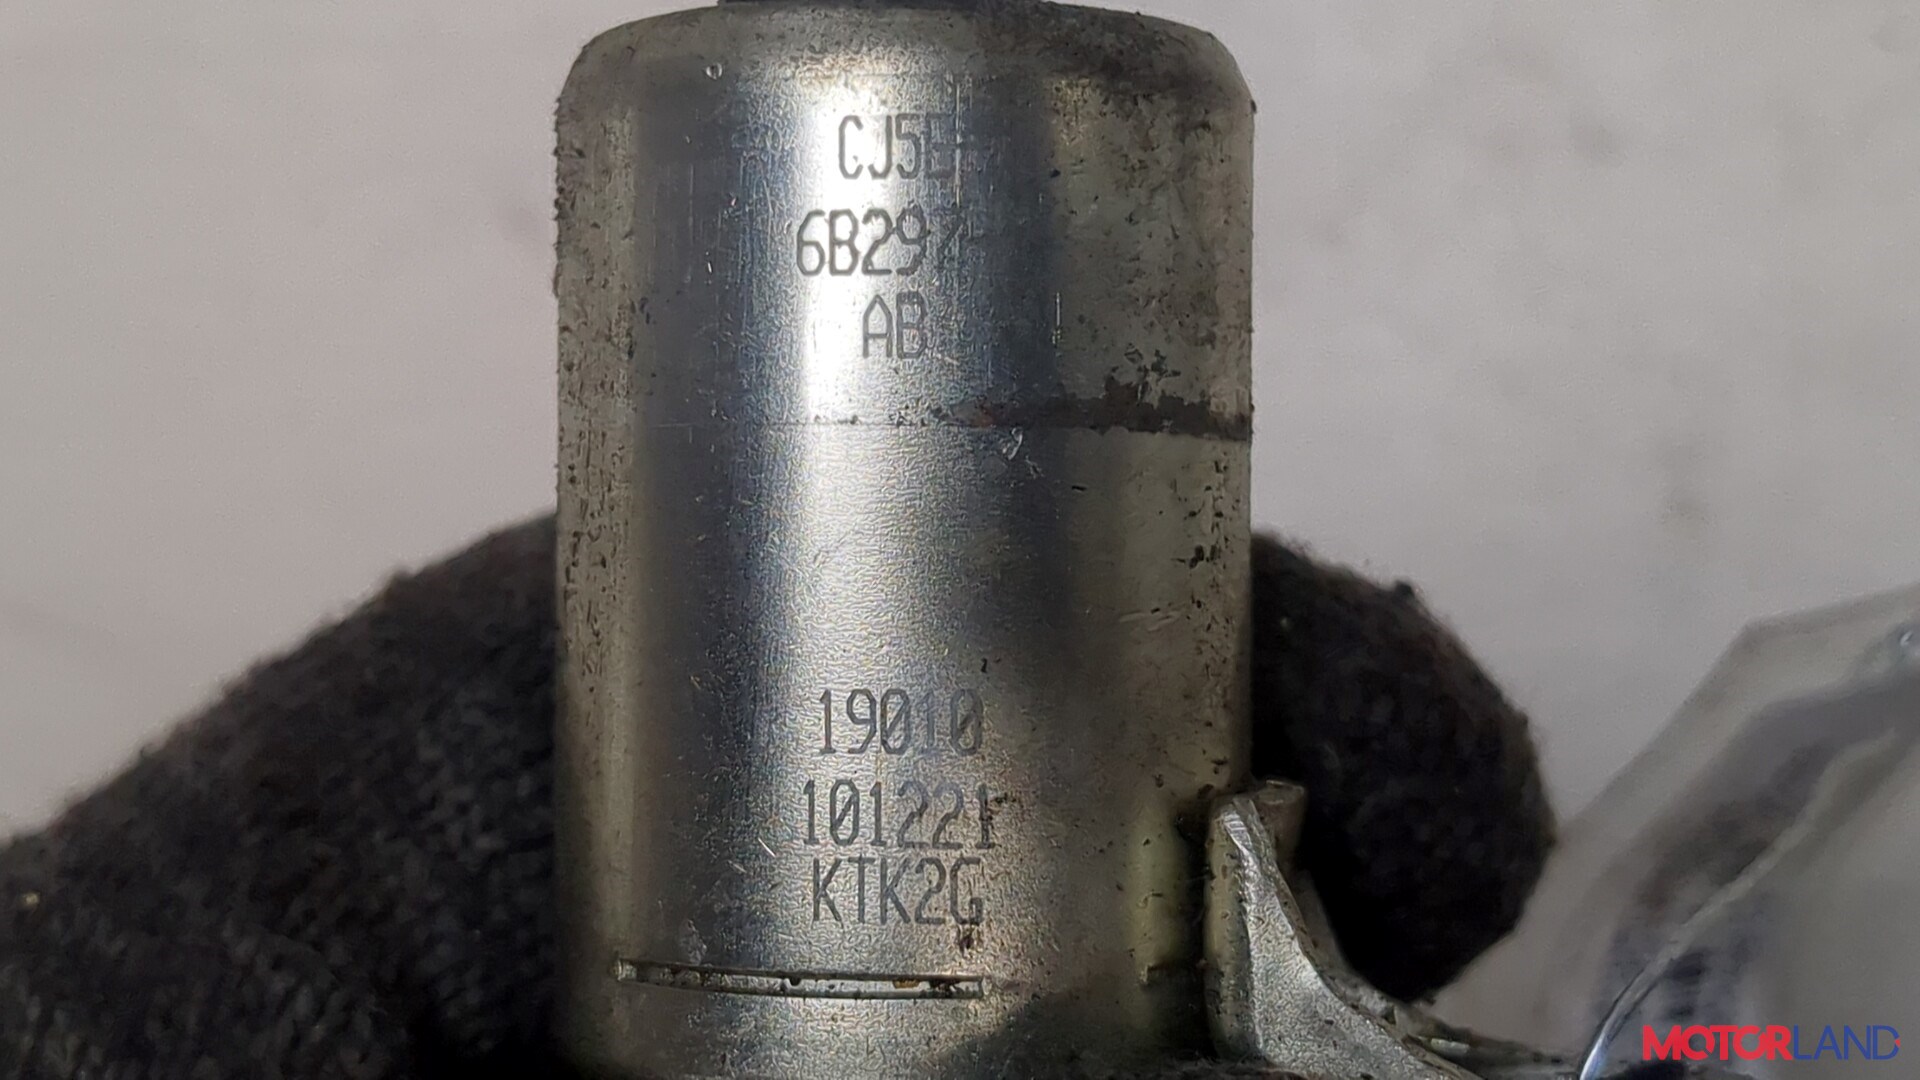 CJ5E-
6B297-
AB
19010
101221
KTK2G
MOTORLAND